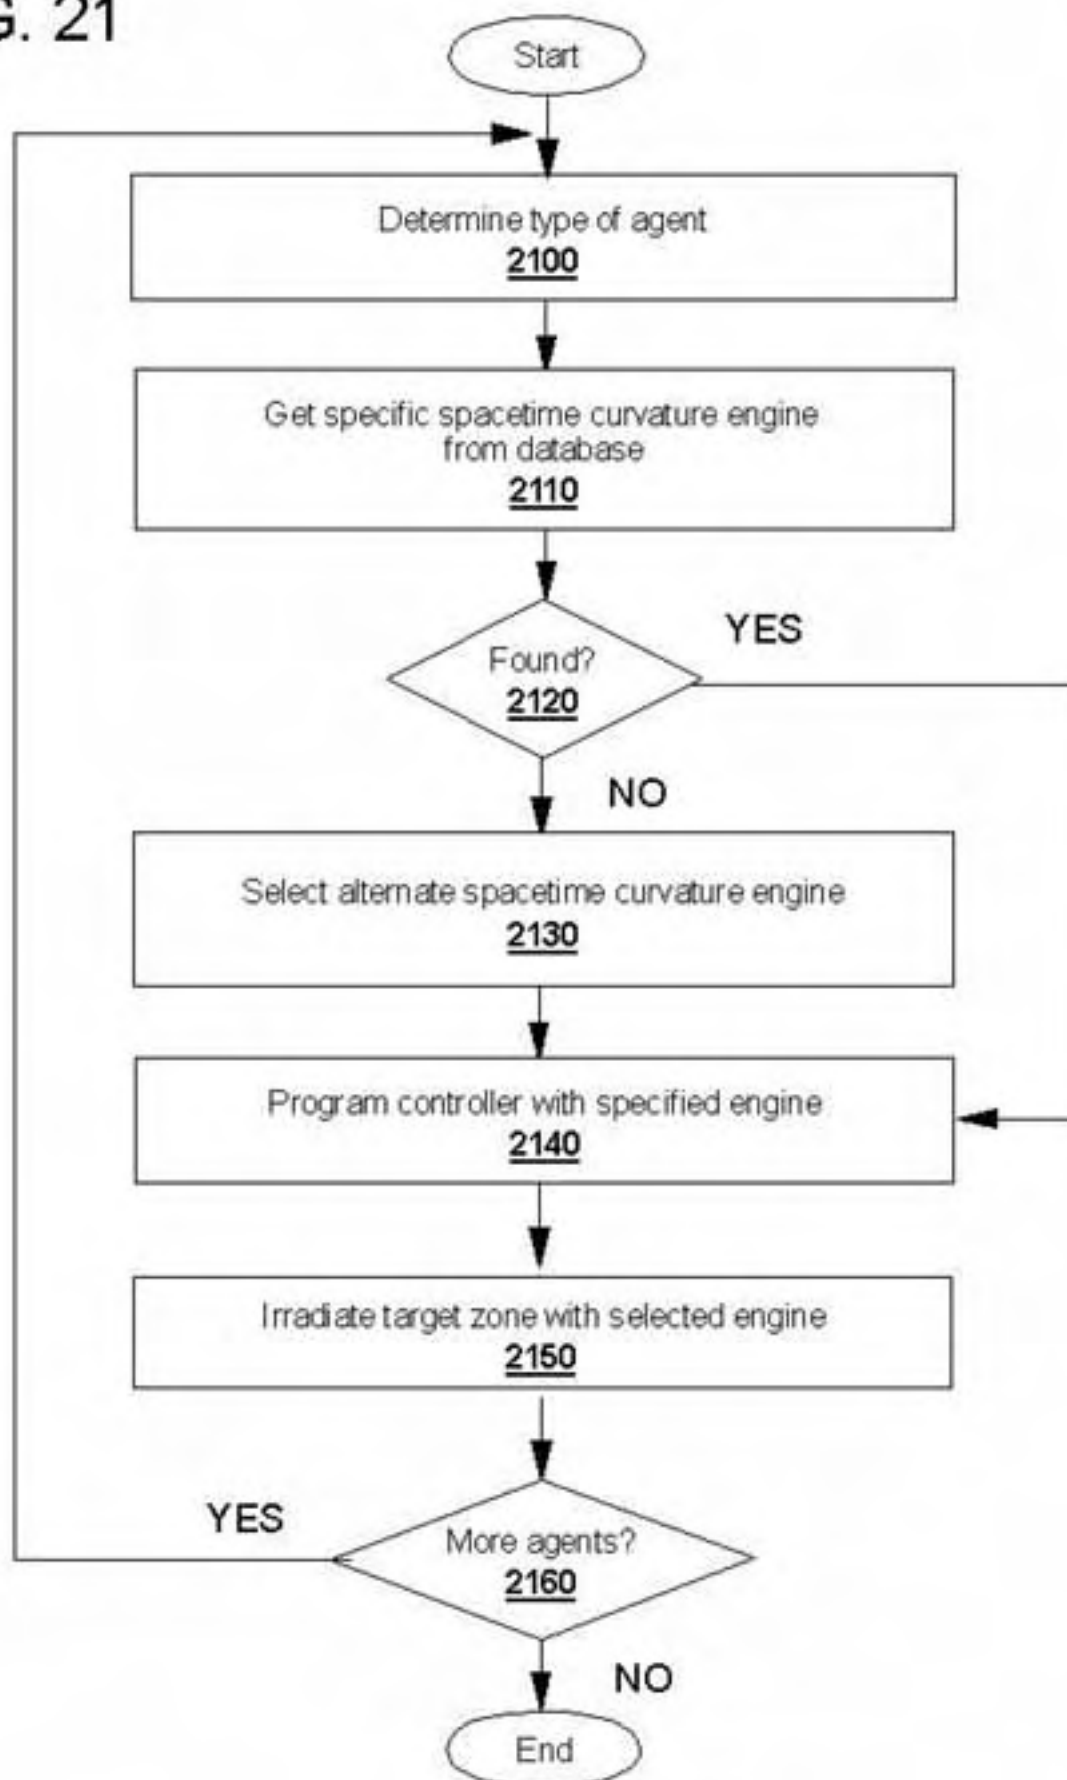 G. 21
Start
Determine type of agent
2100
Get specific spacetime curvature engine
from database
2110
Found?
2120
YES
NO
Select alternate spacetime curvature engine
2130
Program controller with specified engine
2140
Irradiate target zone with selected engine
2150
YES
More agents?
2160
NO
End